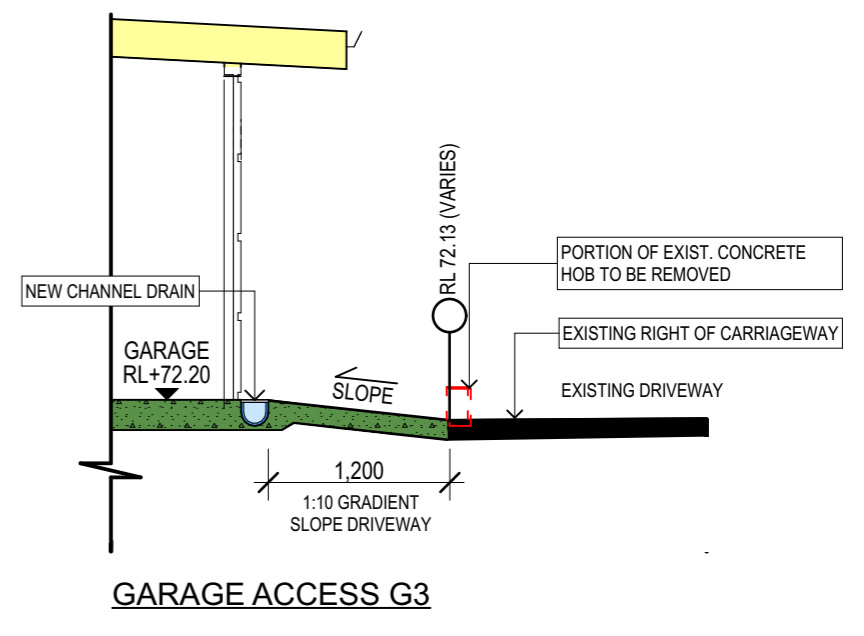 RL 72.13 (VARIES)
PORTION OF EXIST. CONCRETE
HOB TO BE REMOVED
NEW CHANNEL DRAIN
EXISTING RIGHT OF CARRIAGEWAY
GARAGE
RL+72.20
SLOPE
EXISTING DRIVEWAY
1,200
1:10 GRADIENT
SLOPE DRIVEWAY
GARAGE ACCESS G3